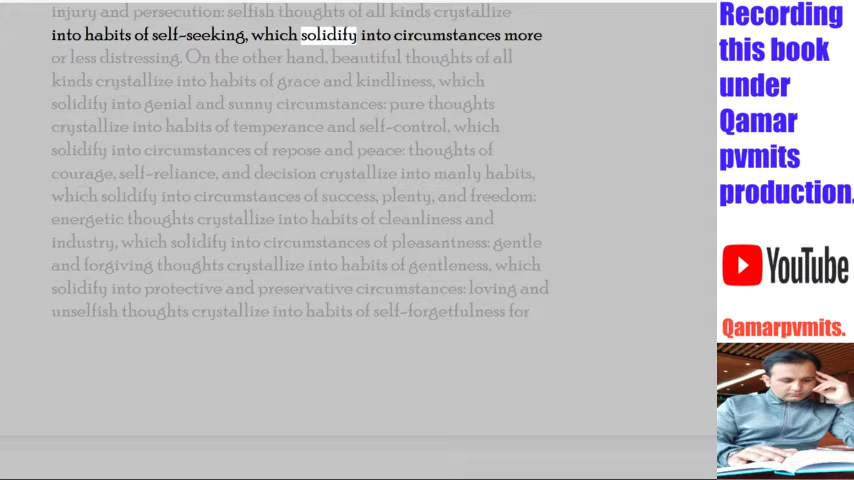 injury and persecution: selfish thoughts of all kinds crystallize
into habits of self-seeking, which solidify into circumstances more
or less distressing. On the other hand, beautiful thoughts of all
kinds crystallize into habits of grace and kindliness, which
solidify into genial and sunny circumstances: pure thoughts
crystallize into habits of temperance and self-control, which
solidify into circumstances of repose and peace: thoughts of
courage, self-reliance, and decision crystallize into manly habits,
which solidify into circumstances of success, plenty, and freedom:
energetic thoughts crystallize into habits of cleanliness and
industry, which solidify into circumstances of pleasantness: gentle
and forgiving thoughts crystallize into habits of gentleness, which
solidify into protective and preservative circumstances: loving and
unselfish thoughts crystallize into habits of self-forgetfulness for
Recording
this book
under
Qamar
pvmits
production.
YouTube
Qamarpvmits.